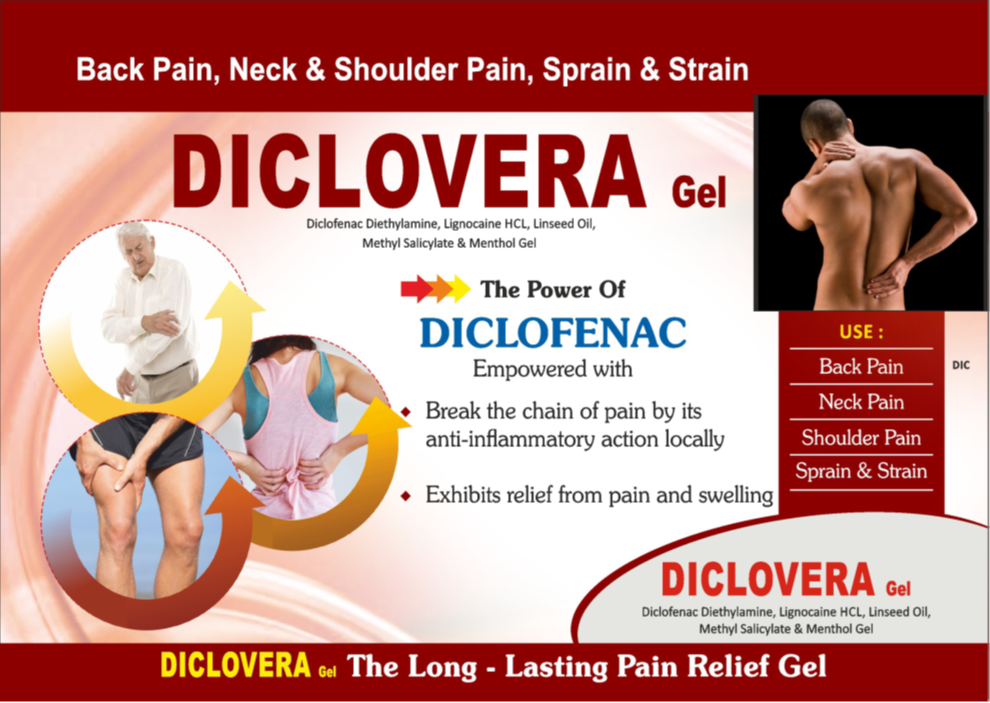 Back Pain, Neck & Shoulder Pain, Sprain & Strain
DICLOVERA Gel
Diclofenac Diethylamine, Lignocaine HCL, Linseed Oil,
Methyl Salicylate & Menthol Gel
The Power Of
DICLOFENAC
Empowered with
Break the chain of pain by its
anti-inflammatory action locally
Exhibits relief from pain and swelling
USE :
Back Pain
Neck Pain
Shoulder Pain
Sprain & Strain
DIC
DICLOVERA Gel
Diclofenac Diethylamine, Lignocaine HCL, Linseed Oil,
Methyl Salicylate & Menthol Gel
DICLOVERA Gel The Long - Lasting Pain Relief Gel